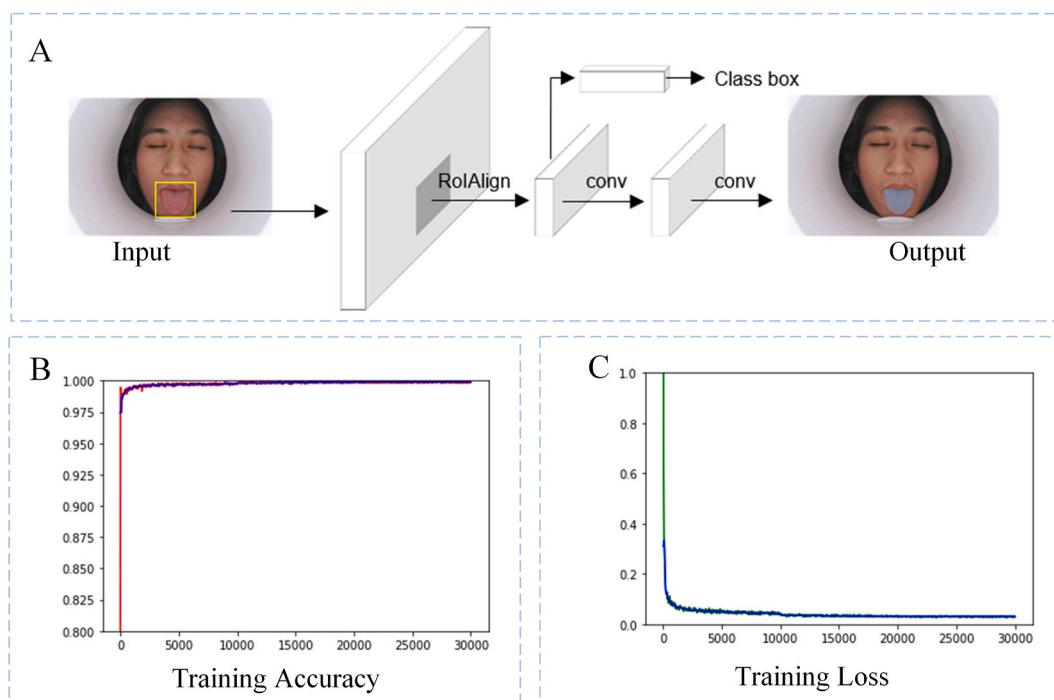 A
Class box
RoIAlign
conv
conv
Input
Output
B
1.000
0.975
0.950
0.925
0.900
0.875
0.850
0.825
0.800
0
5000
10000
15000
20000
25000
30000
Training Accuracy
C
1.0
0.8
0.6
0.4
0.2
0.0
0
5000
10000
15000
20000
25000
30000
Training Loss